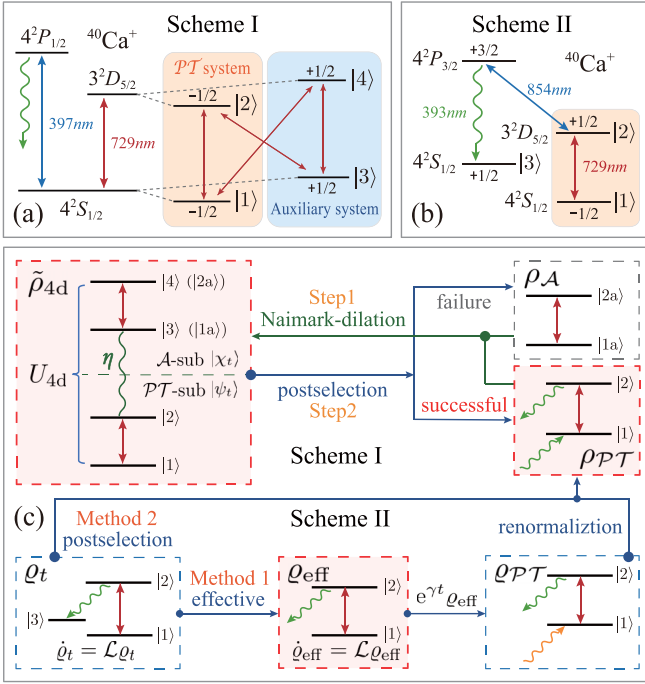 Scheme I
4²P₁/₂
⁴⁰Ca⁺
3²D₅/₂
397nm
729nm
4²S₁/₂
(a)
𝒫𝒯 system
−1/2
|2⟩
|1⟩
−1/2
+1/2
|4⟩
|3⟩
+1/2
Auxiliary system
Scheme II
4²P₃/₂
+3/2
⁴⁰Ca⁺
854nm
393nm
3²D₅/₂
+1/2
|2⟩
4²S₁/₂
|3⟩
+1/2
729nm
4²S₁/₂
−1/2
|1⟩
(b)
ρ̃₄d
|4⟩ (|2a⟩)
|3⟩ (|1a⟩)
η
𝒜-sub |χₜ⟩
U₄d
𝒫𝒯-sub |ψₜ⟩
|2⟩
|1⟩
Step1
Naimark-dilation
postselection
Step2
failure
successful
ρ𝒜
|2a⟩
|1a⟩
|2⟩
|1⟩
ρ𝒫𝒯
Scheme I
(c)
Scheme II
Method 2
postselection
renormaliztion
ϱₜ
|2⟩
|3⟩
|1⟩
ϱ̇ₜ = ℒϱₜ
Method 1
effective
ϱeff
|2⟩
|1⟩
ϱ̇eff = ℒϱeff
e^γt ϱeff
ϱ𝒫𝒯
|2⟩
|1⟩